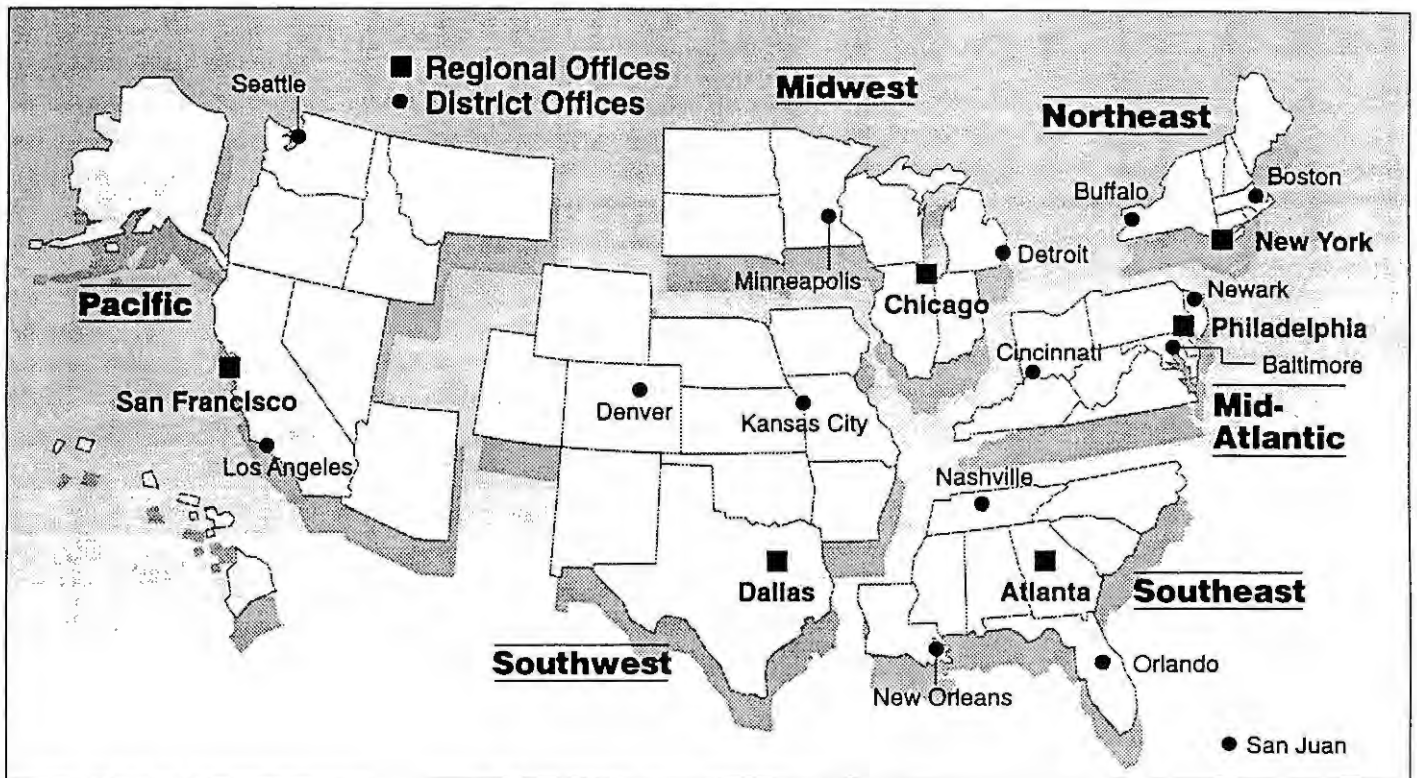 Seattle
■ Regional Offices
● District Offices
Midwest
Northeast
Buffalo
Boston
New York
Detroit
Minneapolis
Chicago
Pacific
Newark
Philadelphia
Cincinnati
Baltimore
San Francisco
Denver
Kansas City
Mid-
Atlantic
Los Angeles
Nashville
Dallas
Atlanta
Southeast
Southwest
Orlando
New Orleans
San Juan